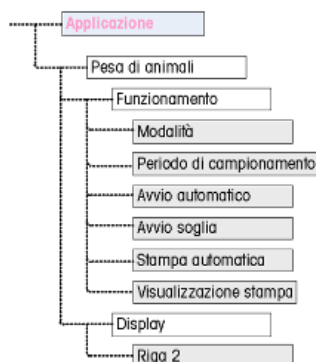 Applicazione
Pesa di animali
Funzionamento
Modalità
Periodo di campionamento
Avvio automatico
Avvio soglia
Stampa automatica
Visualizzazione stampa
Display
Riga 2